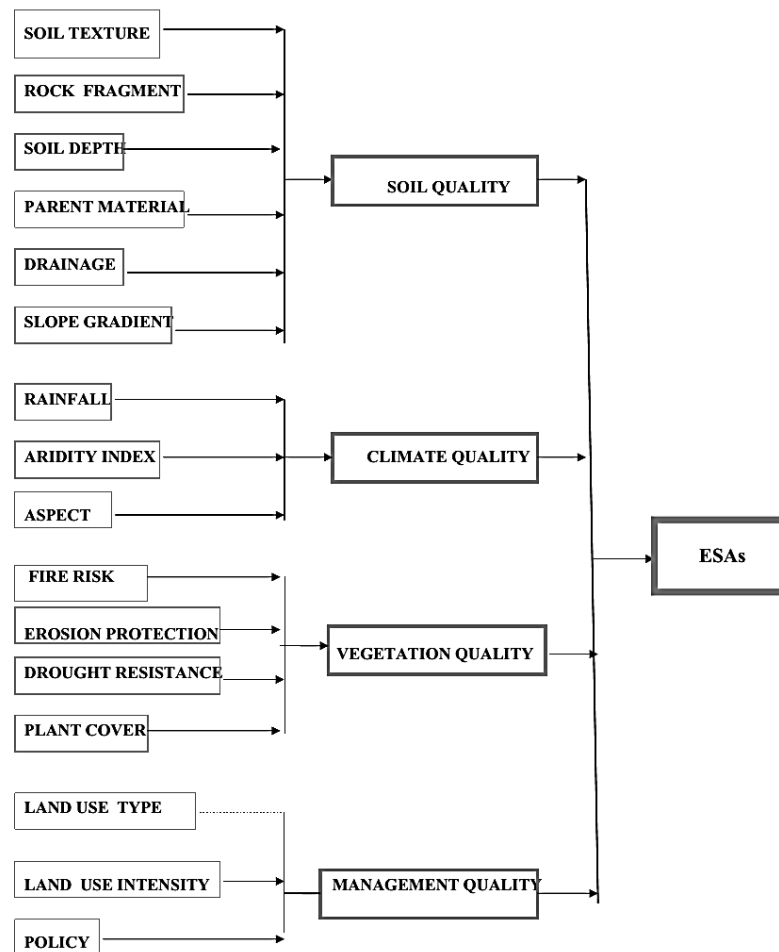 SOIL TEXTURE
ROCK FRAGMENT
SOIL DEPTH
PARENT MATERIAL
DRAINAGE
SLOPE GRADIENT
SOIL QUALITY
RAINFALL
ARIDITY INDEX
ASPECT
CLIMATE QUALITY
FIRE RISK
EROSION PROTECTION
DROUGHT RESISTANCE
PLANT COVER
VEGETATION QUALITY
LAND USE TYPE
LAND USE INTENSITY
POLICY
MANAGEMENT QUALITY
ESAs